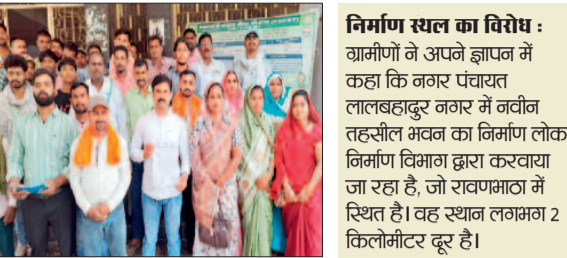 निर्माण स्थल का विरोध :
ग्रामीणों ने अपने ज्ञापन में
कहा कि नगर पंचायत
लालबहादुर नगर में नवीन
तहसील भवन का निर्माण लोक
निर्माण विभाग द्वारा करवाया
जा रहा है, जो रावणभाठा में
स्थित है। वह स्थान लगभग 2
किलोमीटर दूर है।